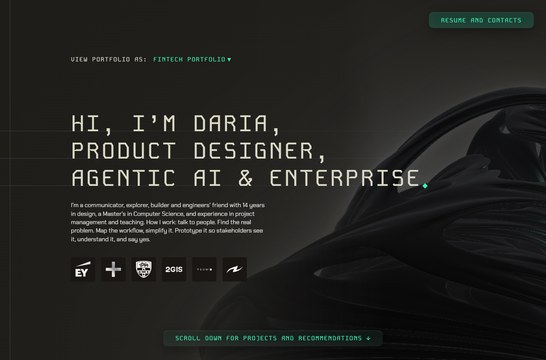 RESUME AND CONTACTS
VIEW PORTFOLIO AS: FINTECH PORTFOLIO▼
HI, I'M DARIA,
PRODUCT DESIGNER,
AGENTIC AI & ENTERPRISE.
I'm a communicator, explorer, builder and engineers' friend with 14 years
in design, a Master's in Computer Science, and experience in project
management and teaching. How I work: talk to people. Find the real
problem. Map the workflow, simplify it. Prototype it so stakeholders see
it, understand it, and say yes.
EY
2GIS
SCROLL DOWN FOR PROJECTS AND RECOMMENDATIONS ↓